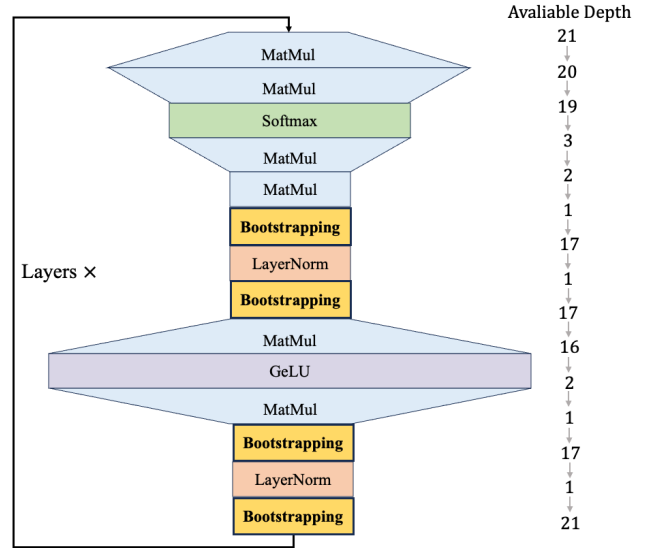 Avaliable Depth
21
MatMul
20
MatMul
19
Softmax
3
MatMul
2
MatMul
1
Bootstrapping
17
Layers ×
LayerNorm
1
Bootstrapping
17
MatMul
16
GeLU
2
MatMul
1
Bootstrapping
17
LayerNorm
1
Bootstrapping
21